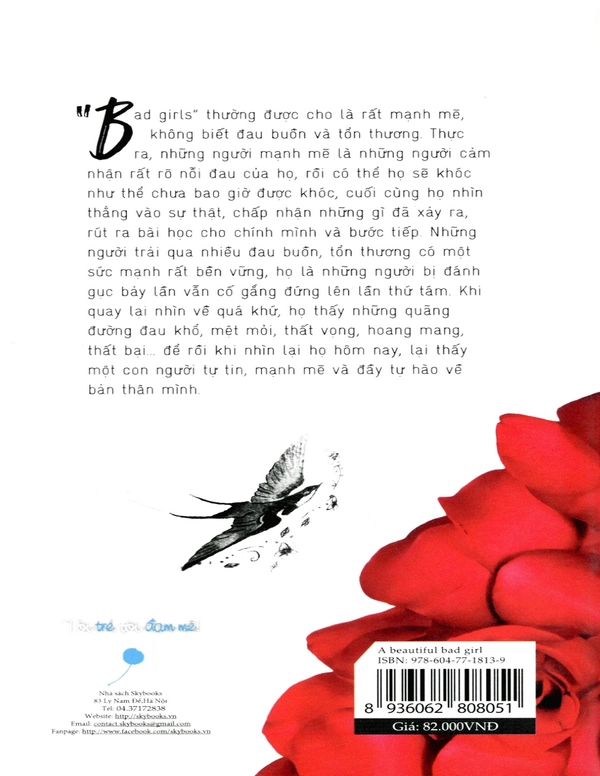 "Bad girls" thường được cho là rất mạnh mẽ,
không biết đau buồn và tổn thương. Thực
ra, những người mạnh mẽ là những người cảm
nhận rất rõ nỗi đau của họ, rồi có thể họ sẽ khóc
như thể chưa bao giờ được khóc, cuối cùng họ nhìn
thẳng vào sự thật, chấp nhận những gì đã xảy ra,
rút ra bài học cho chính mình và bước tiếp. Những
người trải qua nhiều đau buồn, tổn thương có một
sức mạnh rất bền vững, họ là những người bị đánh
gục bảy lần vẫn cố gắng đứng lên lần thứ tám. Khi
quay lại nhìn về quá khứ, họ thấy những quãng
đường đau khổ, mệt mỏi, thất vọng, hoang mang,
thất bại... để rồi khi nhìn lại họ hôm nay, lại thấy
một con người tự tin, mạnh mẽ và đầy tự hào về
bản thân mình.
trẻ đam mê!
Nhà sách Skybooks
83 Lý Nam Đế,Hà Nội
Tel: 04.37172838
Website: http://skybooks.vn
Email: contact.skybooks@gmail.com
Fanpage: http://www.facebook.com/skybooks.vn
A beautiful bad girl
ISBN: 978-604-77-1813-9
8 936062 808051
Giá: 82.000VNĐ